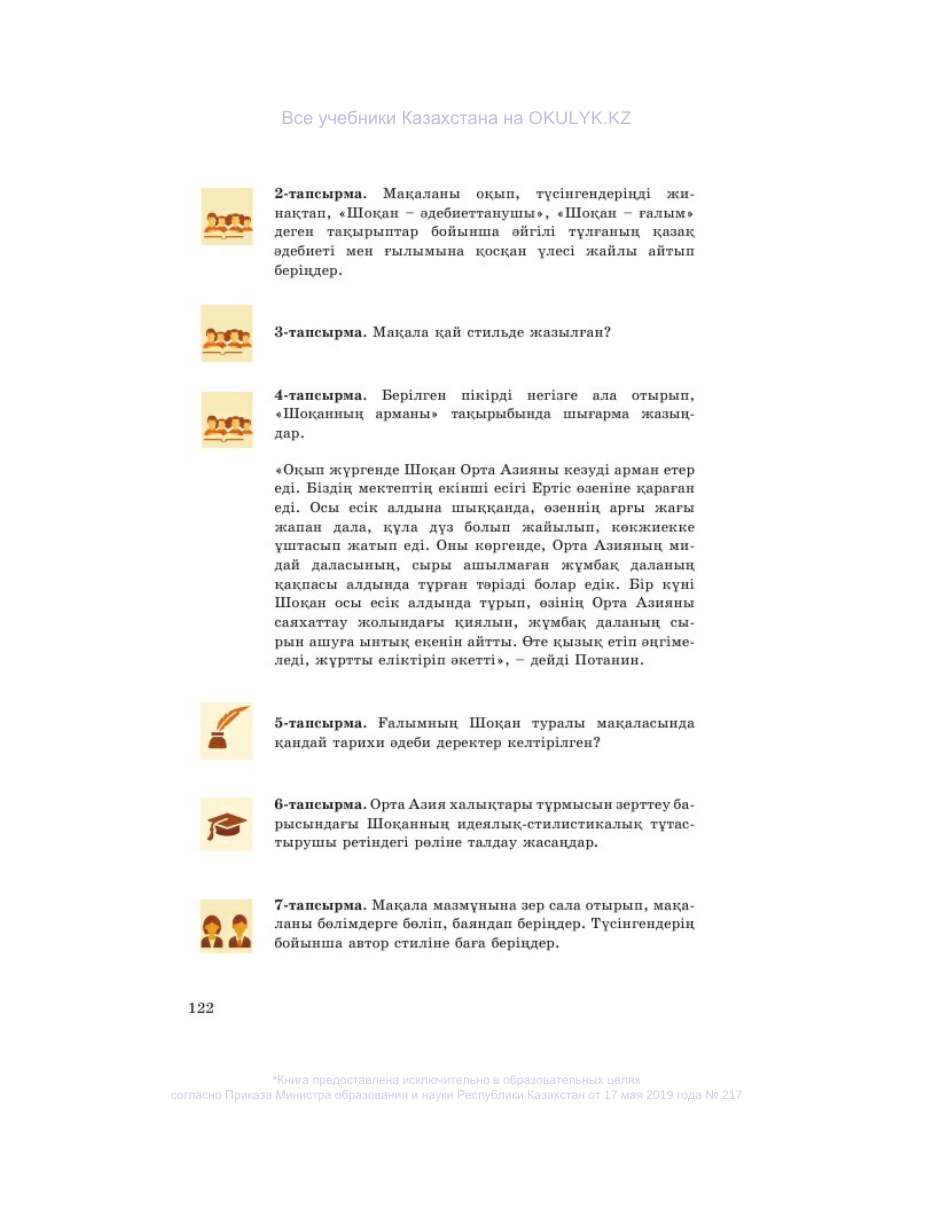 Все учебники Казахстана на OKULYK.KZ
2-тапсырма. Мақаланы оқып, түсінгендеріңді жи-
нақтап, «Шоқан – әдебиеттанушы», «Шоқан – ғалым»
деген тақырыптар бойынша әйгілі тұлғаның қазақ
әдебиеті мен ғылымына қосқан үлесі жайлы айтып
беріңдер.
3-тапсырма. Мақала қай стильде жазылған?
4-тапсырма. Берілген пікірді негізге ала отырып,
«Шоқанның арманы» тақырыбында шығарма жазың-
дар.
«Оқып жүргенде Шоқан Орта Азияны кезуді арман етер
еді. Біздің мектептің екінші есігі Ертіс өзеніне қараған
еді. Осы есік алдына шыққанда, өзеннің арғы жағы
жапан дала, құла дүз болып жайылып, көкжиекке
ұштасып жатып еді. Оны көргенде, Орта Азияның ми-
дай даласының, сыры ашылмаған жұмбақ даланың
қақпасы алдында тұрған тәрізді болар едік. Бір күні
Шоқан осы есік алдында тұрып, өзінің Орта Азияны
саяхаттау жолындағы қиялын, жұмбақ даланың сы-
рын ашуға ынтық екенін айтты. Өте қызық етіп әңгіме-
леді, жұртты еліктіріп әкетті», – дейді Потанин.
5-тапсырма. Ғалымның Шоқан туралы мақаласында
қандай тарихи әдеби деректер келтірілген?
6-тапсырма. Орта Азия халықтары тұрмысын зерттеу ба-
рысындағы Шоқанның идеялық-стилистикалық тұтас-
тырушы ретіндегі рөліне талдау жасаңдар.
7-тапсырма. Мақала мазмұнына зер сала отырып, мақа-
ланы бөлімдерге бөліп, баяндап беріңдер. Түсінгендерің
бойынша автор стиліне баға беріңдер.
122
*Книга предоставлена исключительно в образовательных целях
согласно Приказа Министра образования и науки Республики Казахстан от 17 мая 2019 года № 217